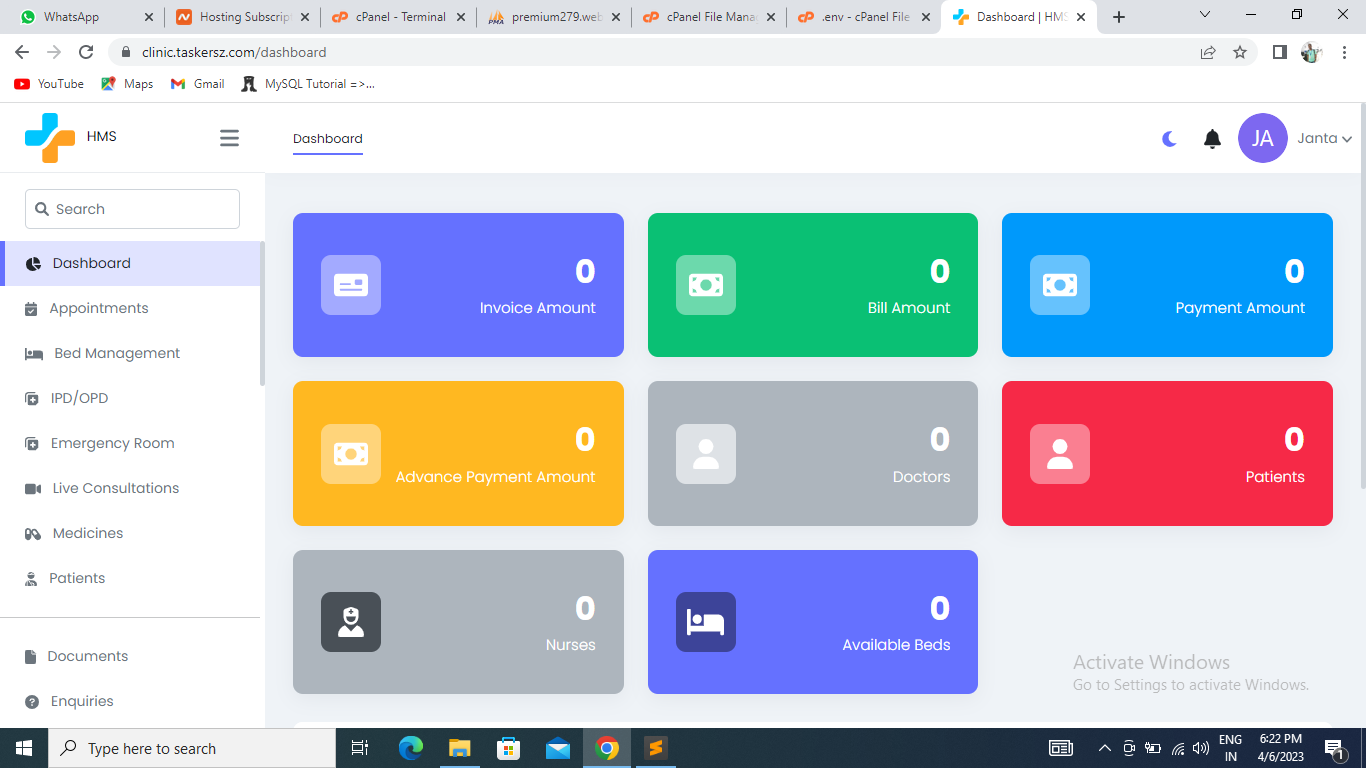 WhatsApp
Hosting Subscrip
cPanel - Terminal
premium279.web
cPanel File Mana
.env - cPanel File
Dashboard | HMS
clinic.taskersz.com/dashboard
YouTube
Maps
Gmail
MySQL Tutorial =>...
HMS
Dashboard
JA
Janta
Search
Dashboard
Appointments
Bed Management
IPD/OPD
Emergency Room
Live Consultations
Medicines
Patients
Documents
Enquiries
0
Invoice Amount
0
Bill Amount
0
Payment Amount
0
Advance Payment Amount
0
Doctors
0
Patients
0
Nurses
0
Available Beds
Activate Windows
Go to Settings to activate Windows.
Type here to search
ENG
IN
6:22 PM
4/6/2023
1